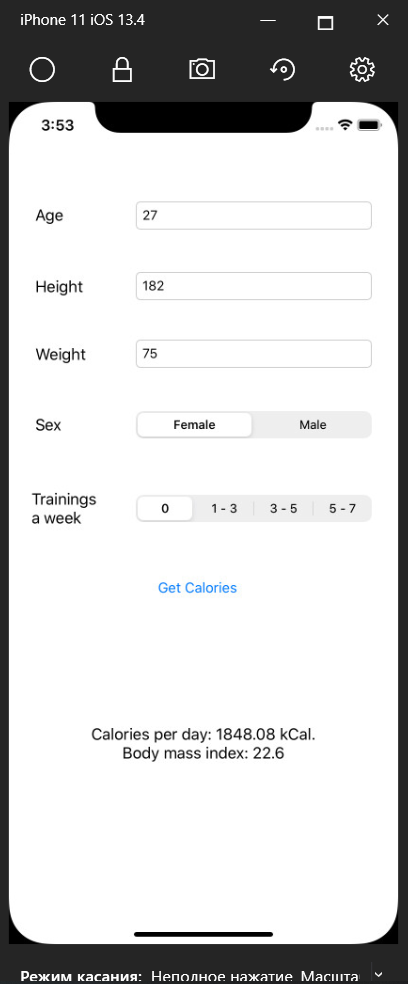 iPhone 11 iOS 13.4
3:53
Age
27
Height
182
Weight
75
Sex
Female
Male
Trainings
a week
0
1 - 3
3 - 5
5 - 7
Get Calories
Calories per day: 1848.08 kCal.
Body mass index: 22.6
Режим касания: Неполное нажатие